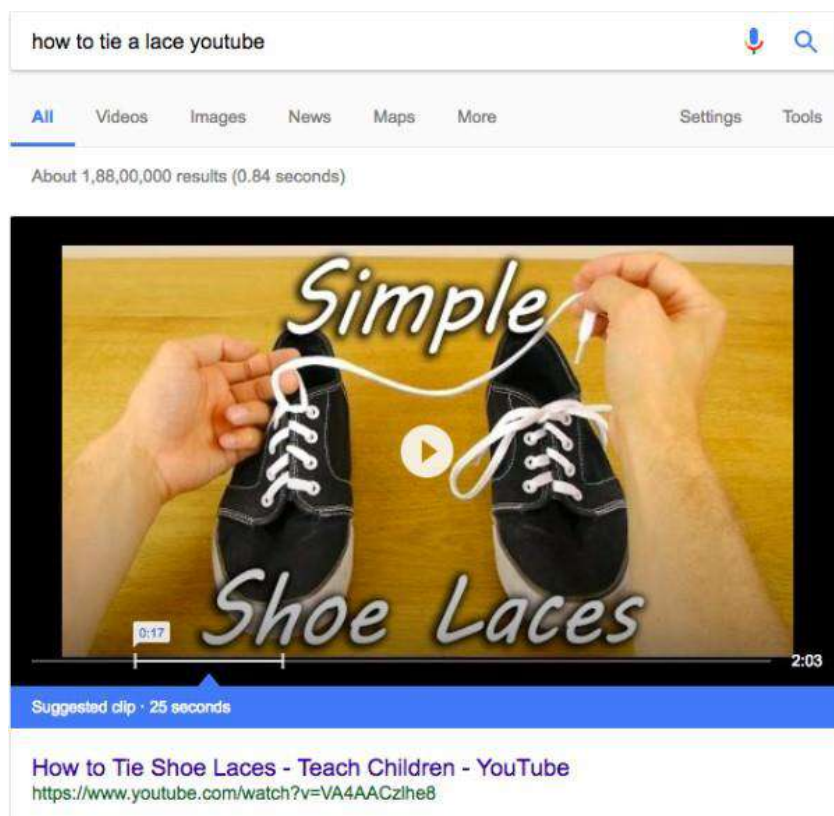 how to tie a lace youtube
All Videos Images News Maps More Settings Tools
About 1,88,00,000 results (0.84 seconds)
Simple
Shoe Laces
0:17
2:03
Suggested clip · 25 seconds
How to Tie Shoe Laces - Teach Children - YouTube
https://www.youtube.com/watch?v=VA4AACzlhe8